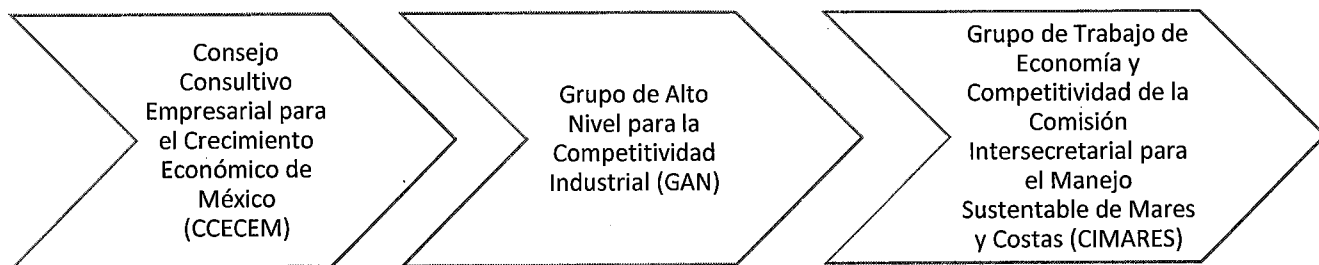 Consejo
Consultivo
Empresarial para
el Crecimiento
Económico de
México
(CCECEM)
Grupo de Alto
Nivel para la
Competitividad
Industrial (GAN)
Grupo de Trabajo de
Economía y
Competitividad de la
Comisión
Intersecretarial para
el Manejo
Sustentable de Mares
y Costas (CIMARES)